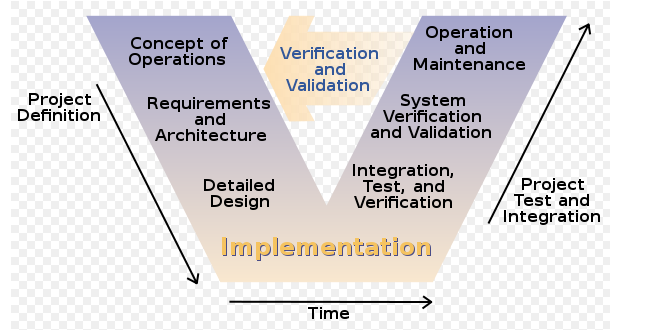 Concept of
Operations
Verification
and
Validation
Operation
and
Maintenance
Project
Definition
Requirements
and
Architecture
System
Verification
and Validation
Detailed
Design
Integration,
Test, and
Verification
Project
Test and
Integration
Implementation
Time